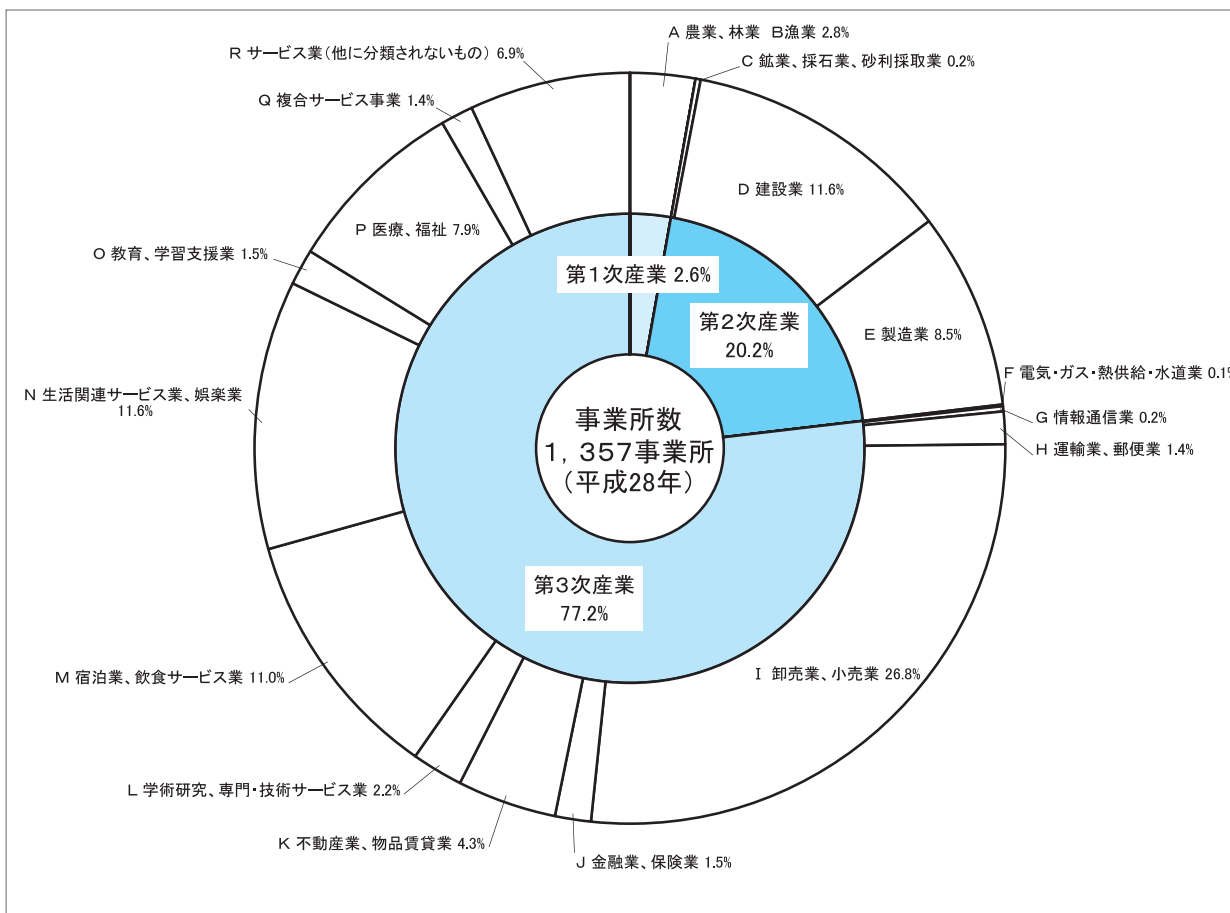 A 農業、林業 B漁業 2.8%
C 鉱業、採石業、砂利採取業 0.2%
D 建設業 11.6%
E 製造業 8.5%
F 電気・ガス・熱供給・水道業 0.1%
G 情報通信業 0.2%
H 運輸業、郵便業 1.4%
I 卸売業、小売業 26.8%
J 金融業、保険業 1.5%
K 不動産業、物品賃貸業 4.3%
L 学術研究、専門・技術サービス業 2.2%
M 宿泊業、飲食サービス業 11.0%
N 生活関連サービス業、娯楽業
11.6%
O 教育、学習支援業 1.5%
P 医療、福祉 7.9%
Q 複合サービス事業 1.4%
R サービス業(他に分類されないもの) 6.9%
第1次産業 2.6%
第2次産業
20.2%
第3次産業
77.2%
事業所数
1,357事業所
(平成28年)